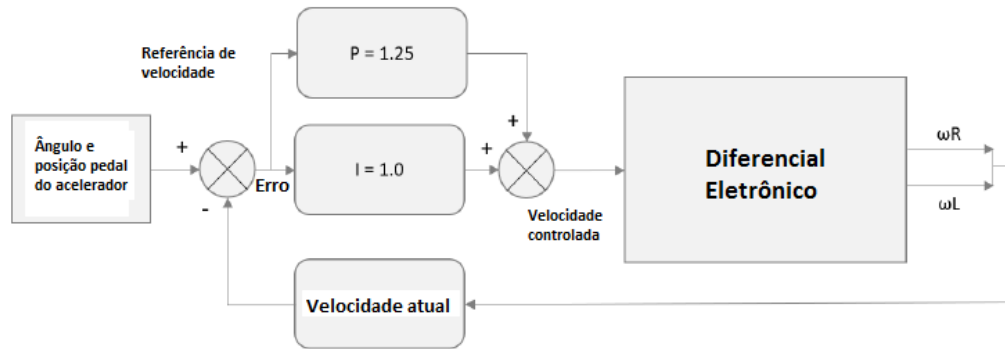 Referência de
velocidade
P = 1.25
Ângulo e
posição pedal
do acelerador
+
-
Erro
I = 1.0
+
+
Velocidade
controlada
Diferencial
Eletrônico
ωR
ωL
Velocidade atual